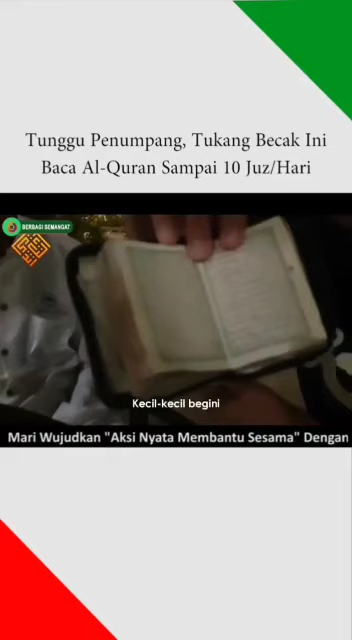 Tunggu Penumpang, Tukang Becak Ini
Baca Al-Quran Sampai 10 Juz/Hari
BERBAGI SEMANGAT
Kecil-kecil begini
Mari Wujudkan "Aksi Nyata Membantu Sesama" Dengan